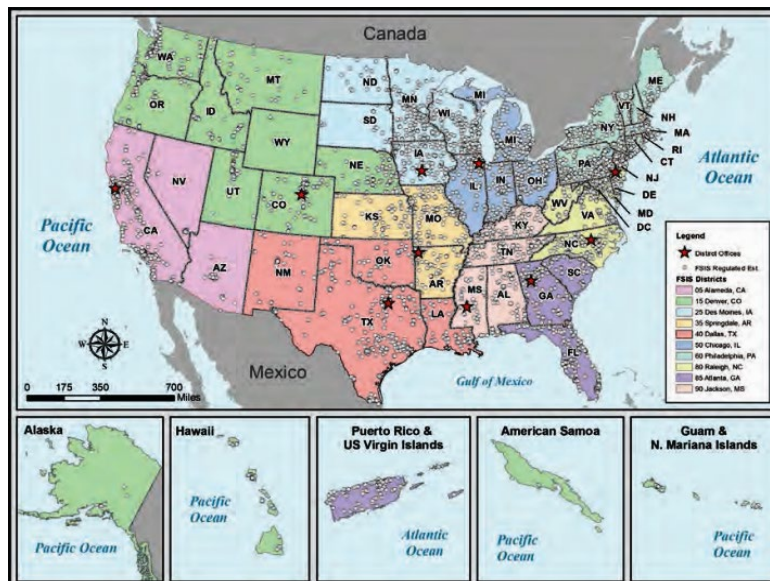 Canada
WA
MT
ND
MN
ME
OR
ID
SD
WI
MI
MI
NY
VT
NH
MA
RI
CT
WY
IA
PA
NJ
DE
MD
DC
Atlantic
Ocean
NV
UT
NE
CO
IL
IN
OH
WV
VA
Pacific
Ocean
CA
KS
MO
KY
NC
TN
AZ
NM
OK
AR
SC
TX
LA
MS
AL
GA
FL
Mexico
Gulf of Mexico
N
W
E
S
0
175
350
700
Miles
Legend
District Offices
FSIS Regulated Est.
FSIS Districts
05 Alameda, CA
15 Denver, CO
25 Des Moines, IA
35 Springdale, AR
40 Dallas, TX
50 Chicago, IL
60 Philadelphia, PA
80 Raleigh, NC
85 Atlanta, GA
90 Jackson, MS
Alaska
Pacific Ocean
Hawaii
Pacific
Ocean
Puerto Rico &
US Virgin Islands
Atlantic
Ocean
American Samoa
Pacific
Ocean
Guam &
N. Mariana Islands
Pacific
Ocean